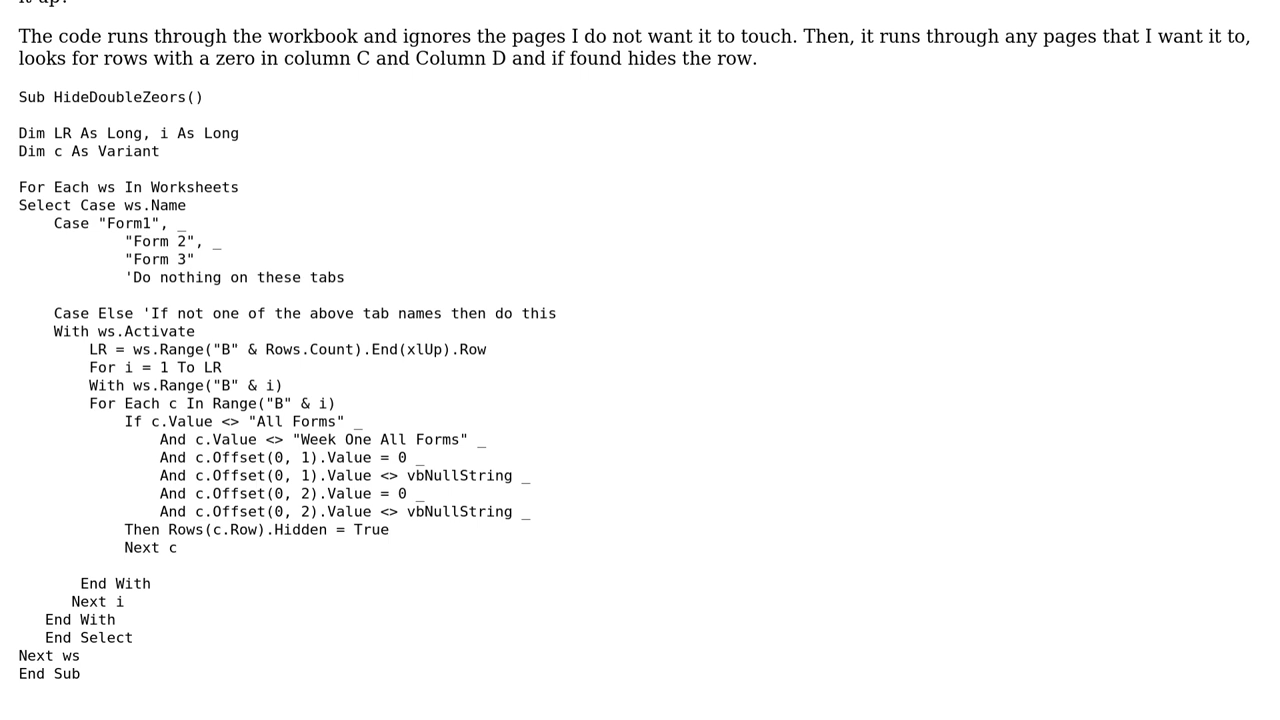 it up?
The code runs through the workbook and ignores the pages I do not want it to touch. Then, it runs through any pages that I want it to,
looks for rows with a zero in column C and Column D and if found hides the row.
Sub HideDoubleZeors()
Dim LR As Long, i As Long
Dim c As Variant
For Each ws In Worksheets
Select Case ws.Name
    Case "Form1", _
            "Form 2", _
            "Form 3"
            'Do nothing on these tabs
    Case Else 'If not one of the above tab names then do this
    With ws.Activate
        LR = ws.Range("B" & Rows.Count).End(xlUp).Row
        For i = 1 To LR
        With ws.Range("B" & i)
        For Each c In Range("B" & i)
            If c.Value <> "All Forms" _
                And c.Value <> "Week One All Forms" _
                And c.Offset(0, 1).Value = 0 _
                And c.Offset(0, 1).Value <> vbNullString _
                And c.Offset(0, 2).Value = 0 _
                And c.Offset(0, 2).Value <> vbNullString _
            Then Rows(c.Row).Hidden = True
            Next c
       End With
      Next i
   End With
   End Select
Next ws
End Sub